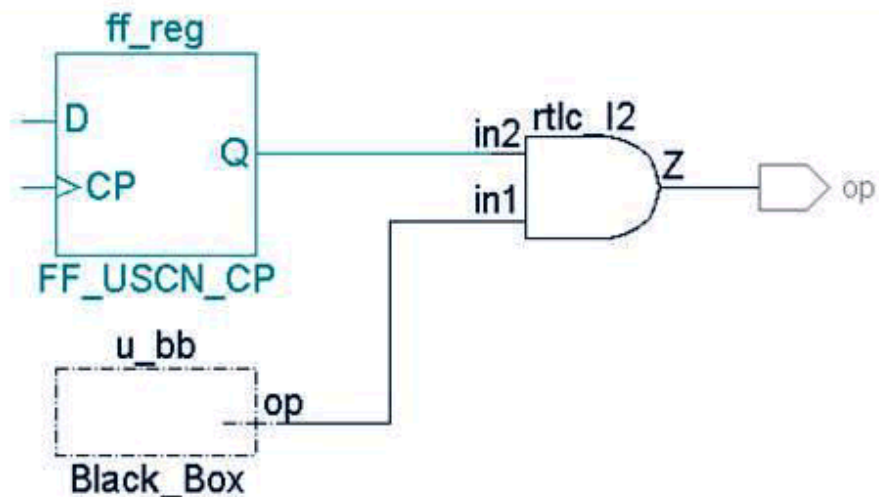 ff_reg
D
Q
CP
FF_USCN_CP
in2
rtlc_I2
in1
Z
op
u_bb
op
Black_Box